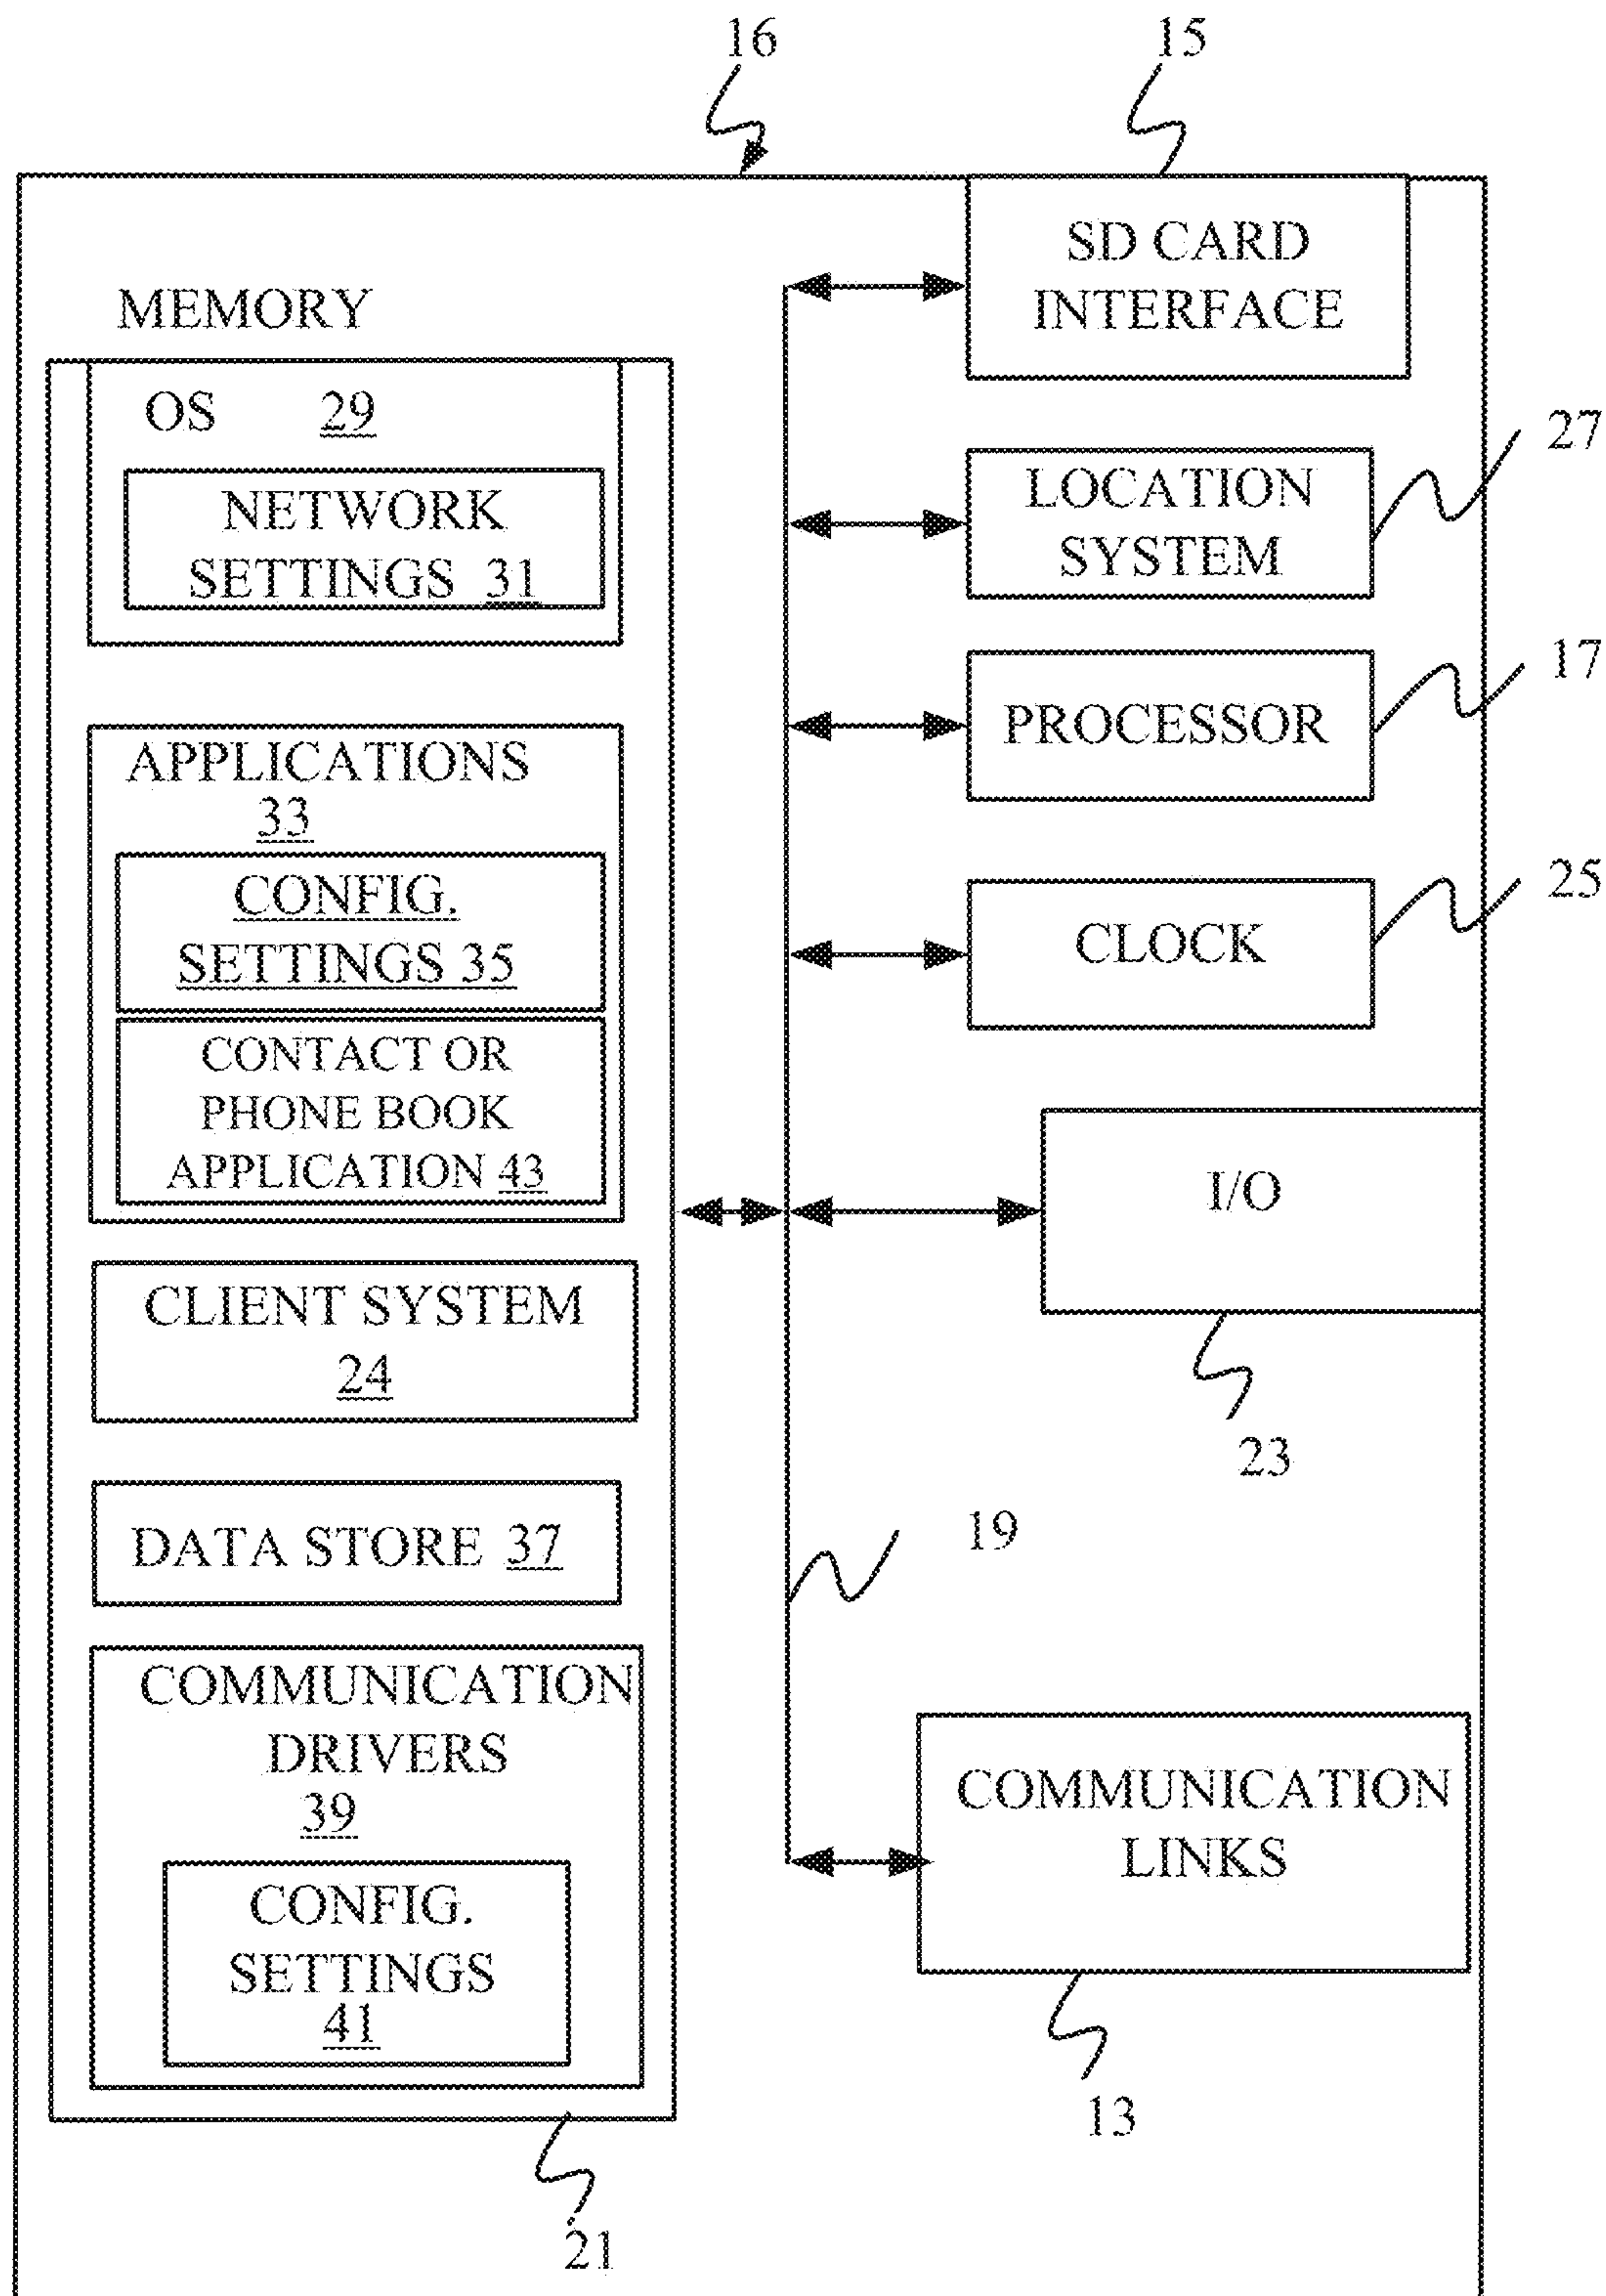 16
15
SD CARD
INTERFACE
MEMORY
OS 29
NETWORK
SETTINGS 31
27
LOCATION
SYSTEM
17
PROCESSOR
APPLICATIONS
33
CONFIG.
SETTINGS 35
25
CLOCK
CONTACT OR
PHONE BOOK
APPLICATION 43
I/O
CLIENT SYSTEM
24
23
DATA STORE 37
19
COMMUNICATION
DRIVERS
39
CONFIG.
SETTINGS
41
COMMUNICATION
LINKS
13
21